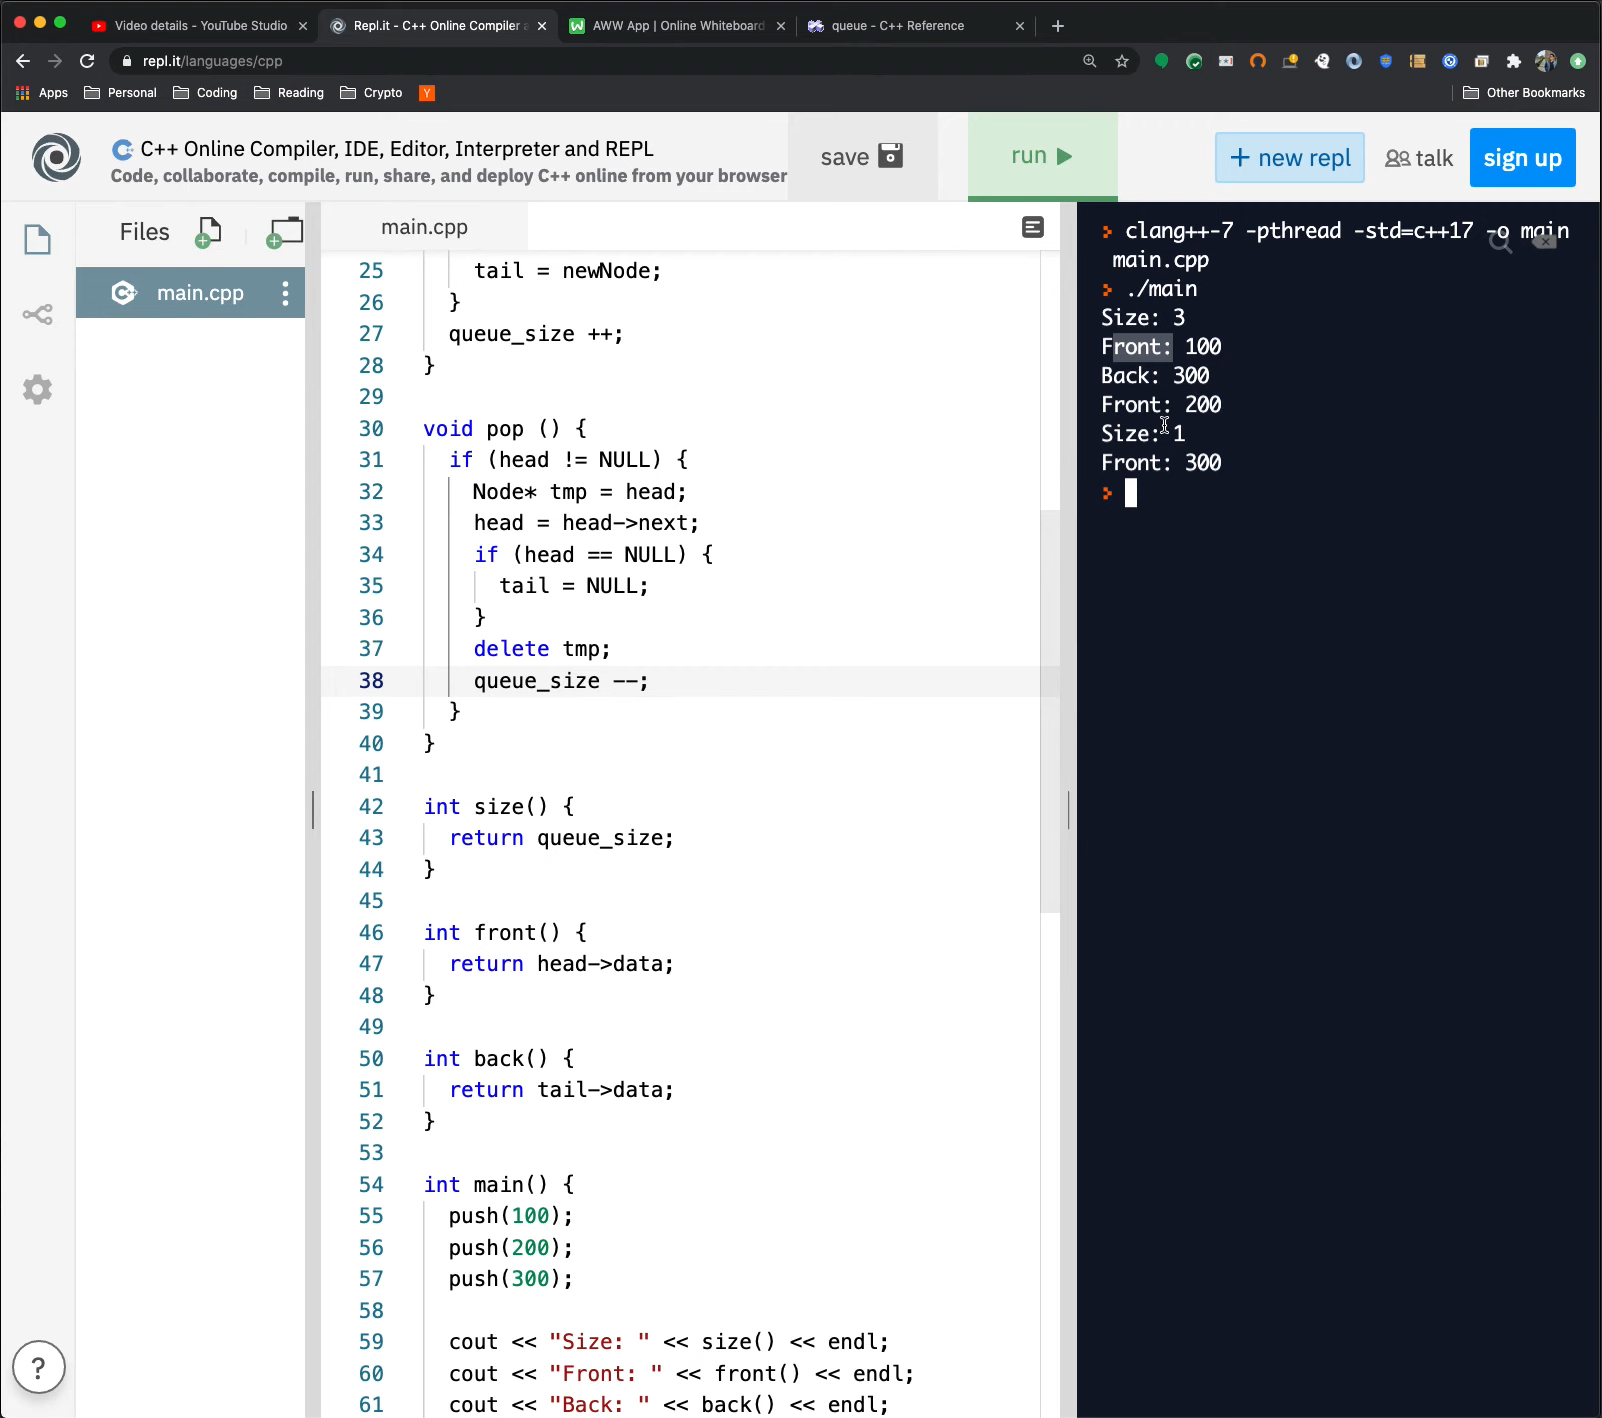 Video details - YouTube Studio
Repl.it - C++ Online Compiler a
AWW App | Online Whiteboard
queue - C++ Reference
repl.it/languages/cpp
Apps
Personal
Coding
Reading
Crypto
Y
Other Bookmarks
C++ Online Compiler, IDE, Editor, Interpreter and REPL
Code, collaborate, compile, run, share, and deploy C++ online from your browser
save
run
+ new repl
talk
sign up
Files
main.cpp
main.cpp
25 tail = newNode;
26 }
27 queue_size ++;
28 }
29
30 void pop () {
31 if (head != NULL) {
32 Node* tmp = head;
33 head = head->next;
34 if (head == NULL) {
35 tail = NULL;
36 }
37 delete tmp;
38 queue_size --;
39 }
40 }
41
42 int size() {
43 return queue_size;
44 }
45
46 int front() {
47 return head->data;
48 }
49
50 int back() {
51 return tail->data;
52 }
53
54 int main() {
55 push(100);
56 push(200);
57 push(300);
58
59 cout << "Size: " << size() << endl;
60 cout << "Front: " << front() << endl;
61 cout << "Back: " << back() << endl;
clang++-7 -pthread -std=c++17 -o main
main.cpp
./main
Size: 3
Front: 100
Back: 300
Front: 200
Size: 1
Front: 300
?